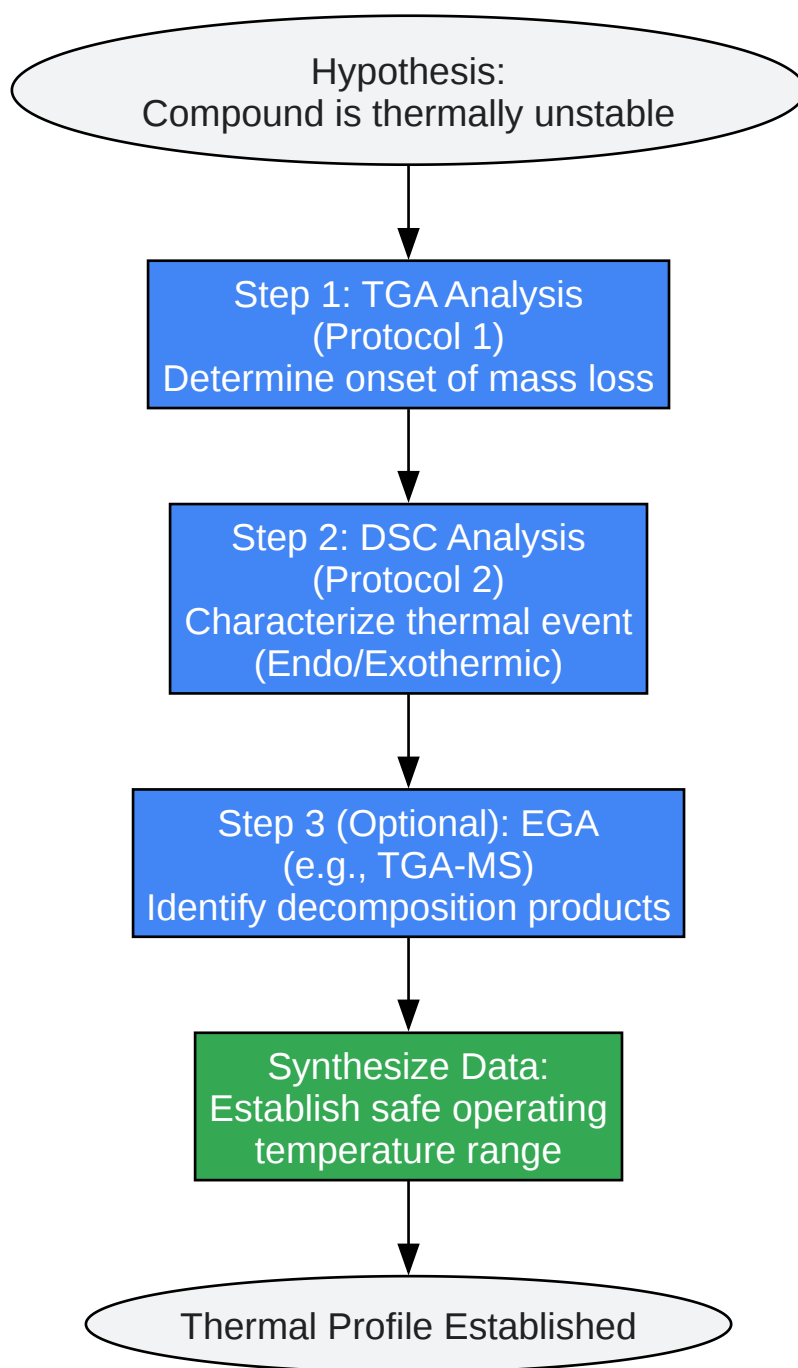 Hypothesis:
Compound is thermally unstable
Step 1: TGA Analysis
(Protocol 1)
Determine onset of mass loss
Step 2: DSC Analysis
(Protocol 2)
Characterize thermal event
(Endo/Exothermic)
Step 3 (Optional): EGA
(e.g., TGA-MS)
Identify decomposition products
Synthesize Data:
Establish safe operating
temperature range
Thermal Profile Established